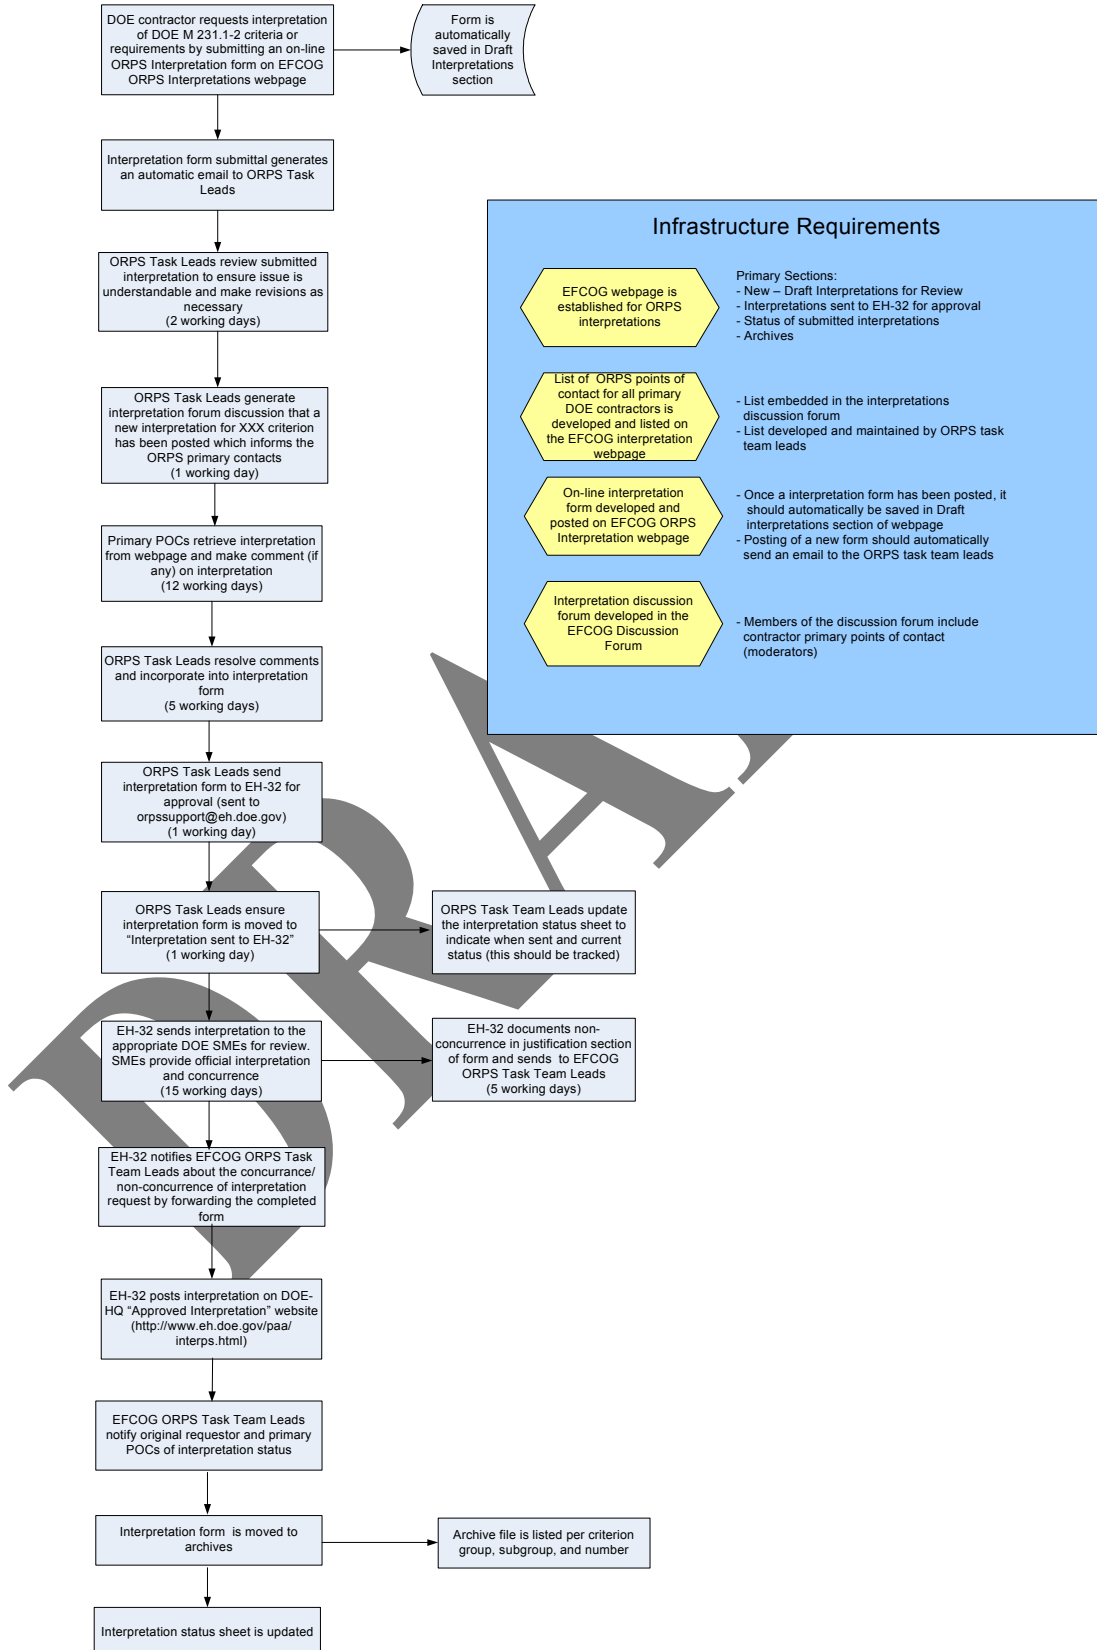 DOE contractor requests interpretation
of DOE M 231.1-2 criteria or
requirements by submitting an on-line
ORPS Interpretation form on EFCOG
ORPS Interpretations webpage
Form is
automatically
saved in Draft
Interpretations
section
Interpretation form submittal generates
an automatic email to ORPS Task
Leads
ORPS Task Leads review submitted
interpretation to ensure issue is
understandable and make revisions as
necessary
(2 working days)
ORPS Task Leads generate
interpretation forum discussion that a
new interpretation for XXX criterion
has been posted which informs the
ORPS primary contacts
(1 working day)
Primary POCs retrieve interpretation
from webpage and make comment (if
any) on interpretation
(12 working days)
ORPS Task Leads resolve comments
and incorporate into interpretation
form
(5 working days)
ORPS Task Leads send
interpretation form to EH-32 for
approval (sent to
orpssupport@eh.doe.gov)
(1 working day)
ORPS Task Leads ensure
interpretation form is moved to
“Interpretation sent to EH-32”
(1 working day)
ORPS Task Team Leads update
the interpretation status sheet to
indicate when sent and current
status (this should be tracked)
EH-32 sends interpretation to the
appropriate DOE SMEs for review.
SMEs provide official interpretation
and concurrence
(15 working days)
EH-32 documents non-
concurrence in justification section
of form and sends  to EFCOG
ORPS Task Team Leads
(5 working days)
EH-32 notifies EFCOG ORPS Task
Team Leads about the concurrance/
non-concurrence of interpretation
request by forwarding the completed
form
EH-32 posts interpretation on DOE-
HQ “Approved Interpretation” website
(http://www.eh.doe.gov/paa/
interps.html)
EFCOG ORPS Task Team Leads
notify original requestor and primary
POCs of interpretation status
Interpretation form  is moved to
archives
Archive file is listed per criterion
group, subgroup, and number
Interpretation status sheet is updated
Infrastructure Requirements
EFCOG webpage is
established for ORPS
interpretations
Primary Sections:
- New – Draft Interpretations for Review
- Interpretations sent to EH-32 for approval
- Status of submitted interpretations
- Archives
List of  ORPS points of
contact for all primary
DOE contractors is
developed and listed on
the EFCOG interpretation
webpage
- List embedded in the interpretations
discussion forum
- List developed and maintained by ORPS task
team leads
On-line interpretation
form developed and
posted on EFCOG ORPS
Interpretation webpage
- Once a interpretation form has been posted, it
should automatically be saved in Draft
interpretations section of webpage
- Posting of a new form should automatically
send an email to the ORPS task team leads
Interpretation discussion
forum developed in the
EFCOG Discussion
Forum
- Members of the discussion forum include
contractor primary points of contact
(moderators)
DRAF